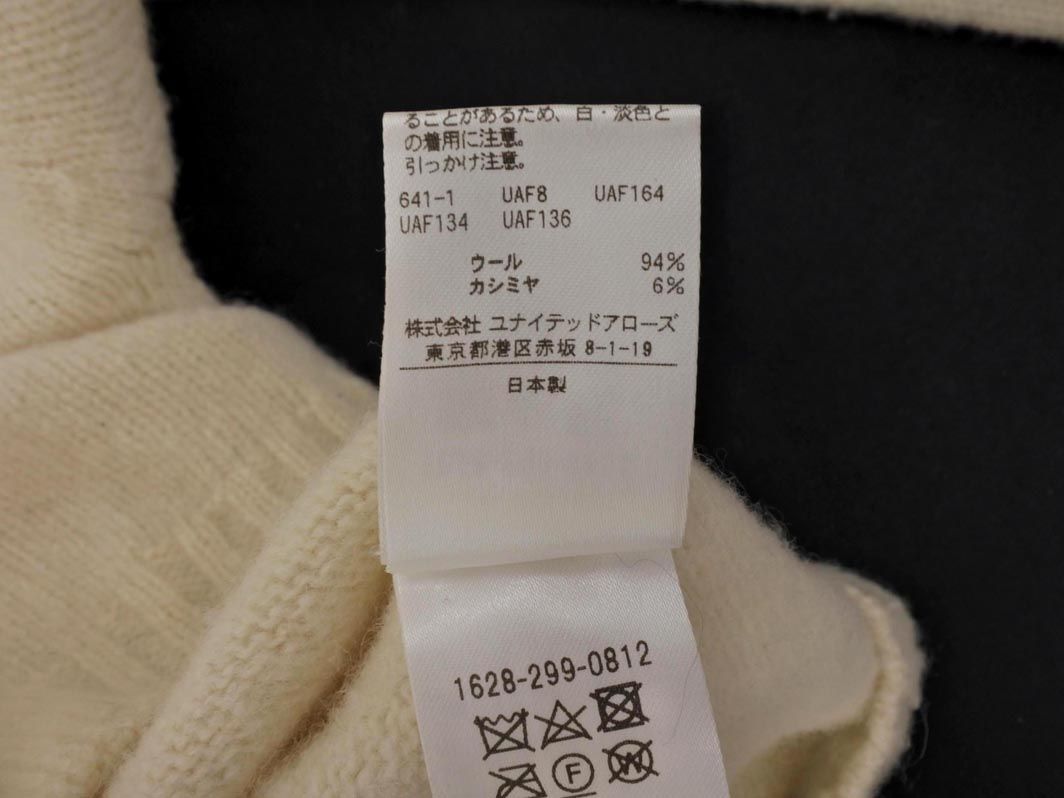 ることがあるため、白・淡色と
の着用に注意。
引っかけ注意。
641-1 UAF8 UAF164
UAF134 UAF136
ウール 94%
カシミヤ 6%
株式会社 ユナイテッドアローズ
東京都港区赤坂 8-1-19
日本製
1628-299-0812
F
W